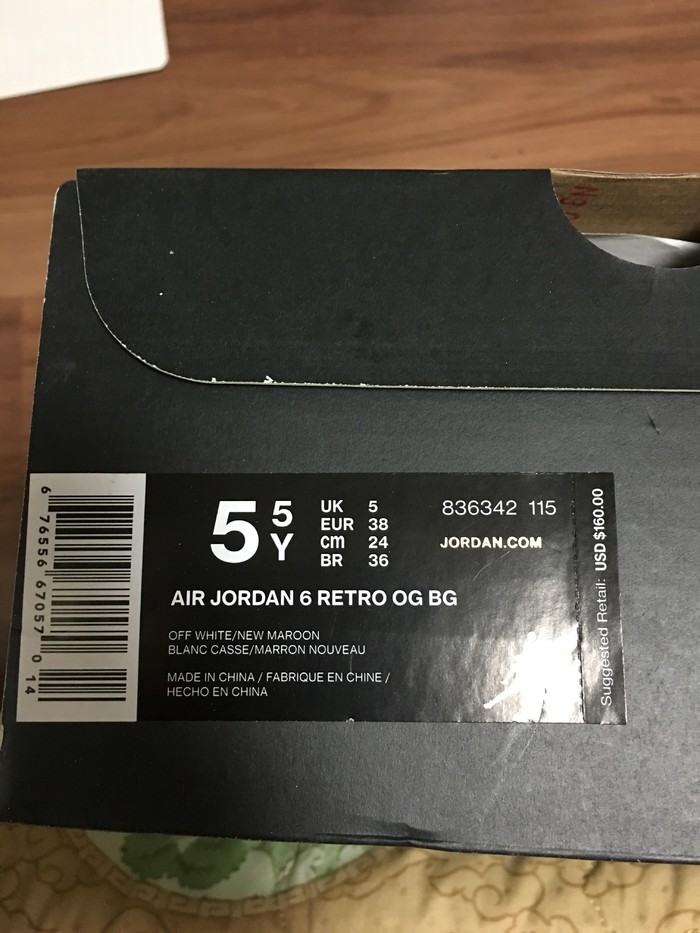 5 5 Y
UK 5
EUR 38
cm 24
BR 36
836342 115
JORDAN.COM
AIR JORDAN 6 RETRO OG BG
OFF WHITE/NEW MAROON
BLANC CASSE/MARRON NOUVEAU
MADE IN CHINA / FABRIQUE EN CHINE /
HECHO EN CHINA
6 76556 67057 0 14
Suggested Retail: USD $160.00